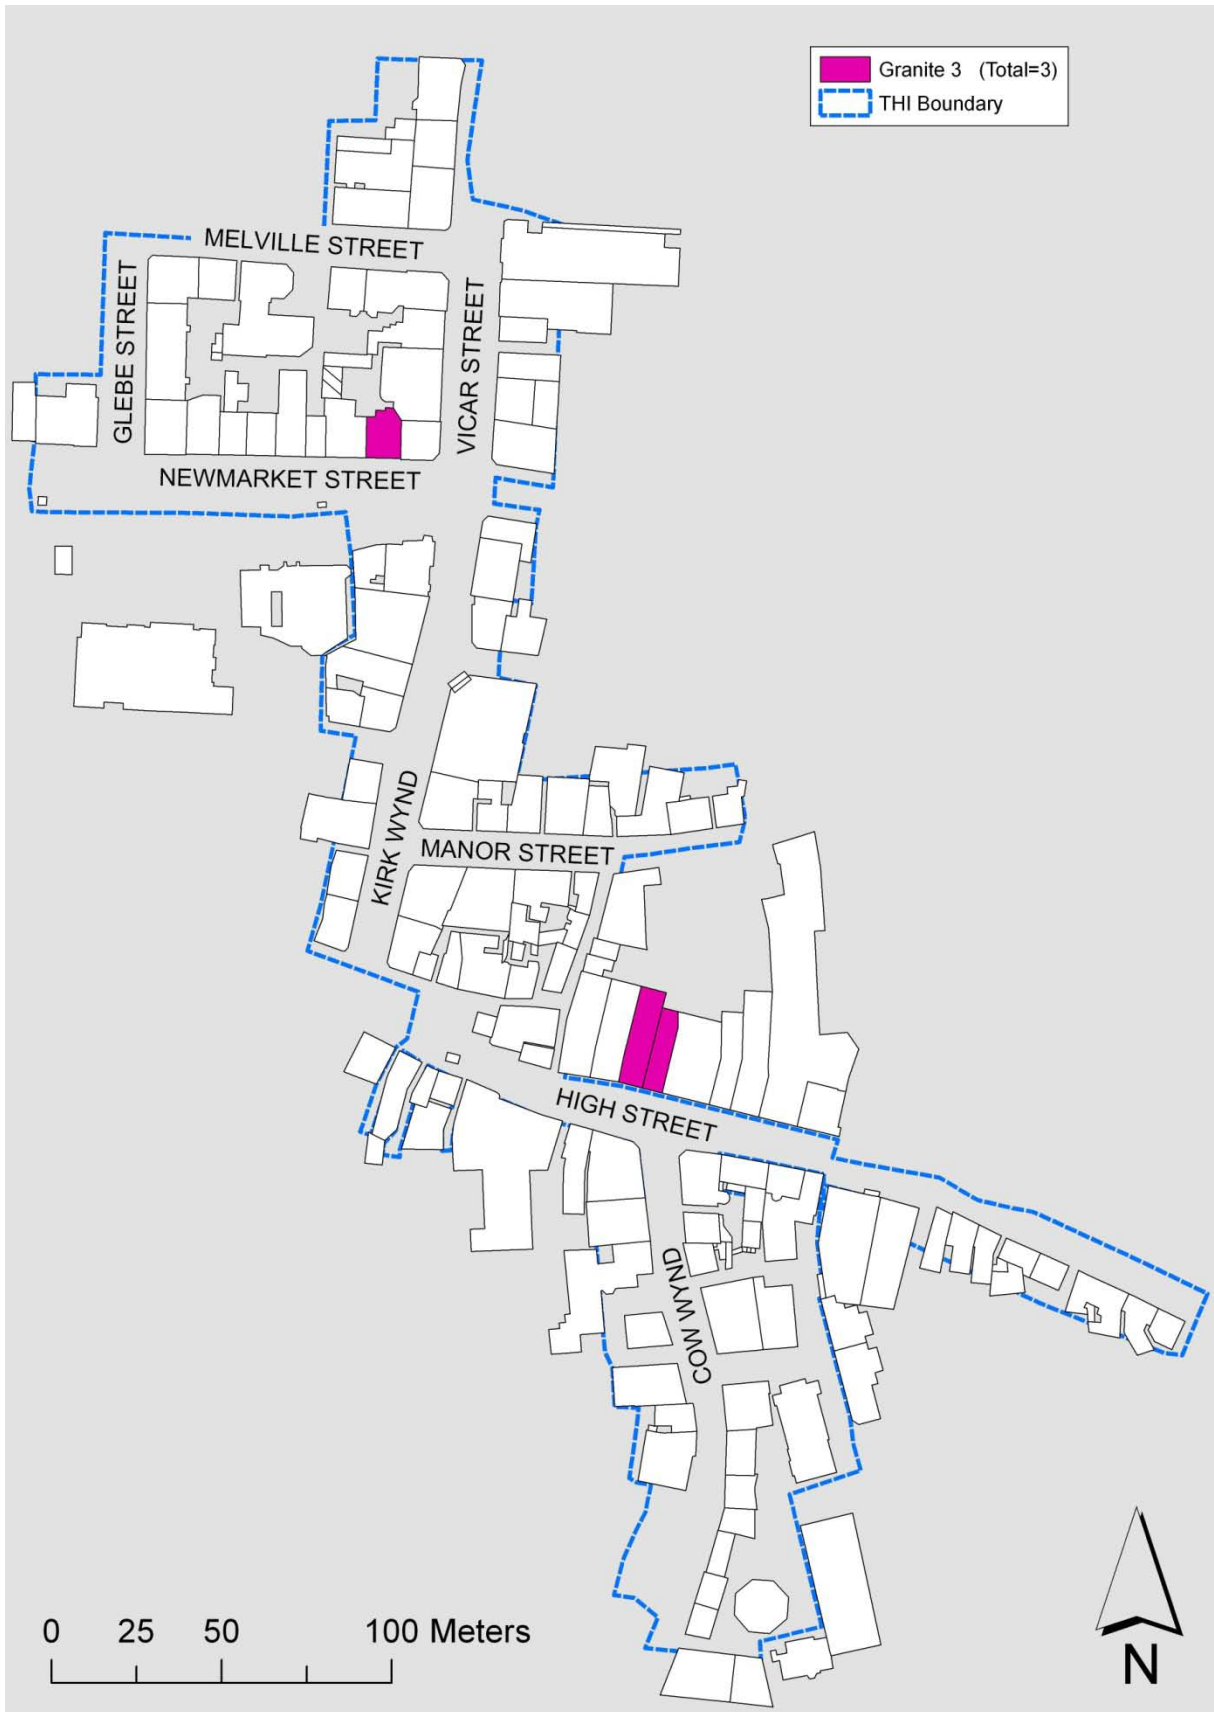 Granite 3 (Total=3)
THI Boundary
MELVILLE STREET
GLEBE STREET
VICAR STREET
NEWMARKET STREET
KIRK WYND
MANOR STREET
HIGH STREET
COW WYND
0 25 50 100 Meters
N